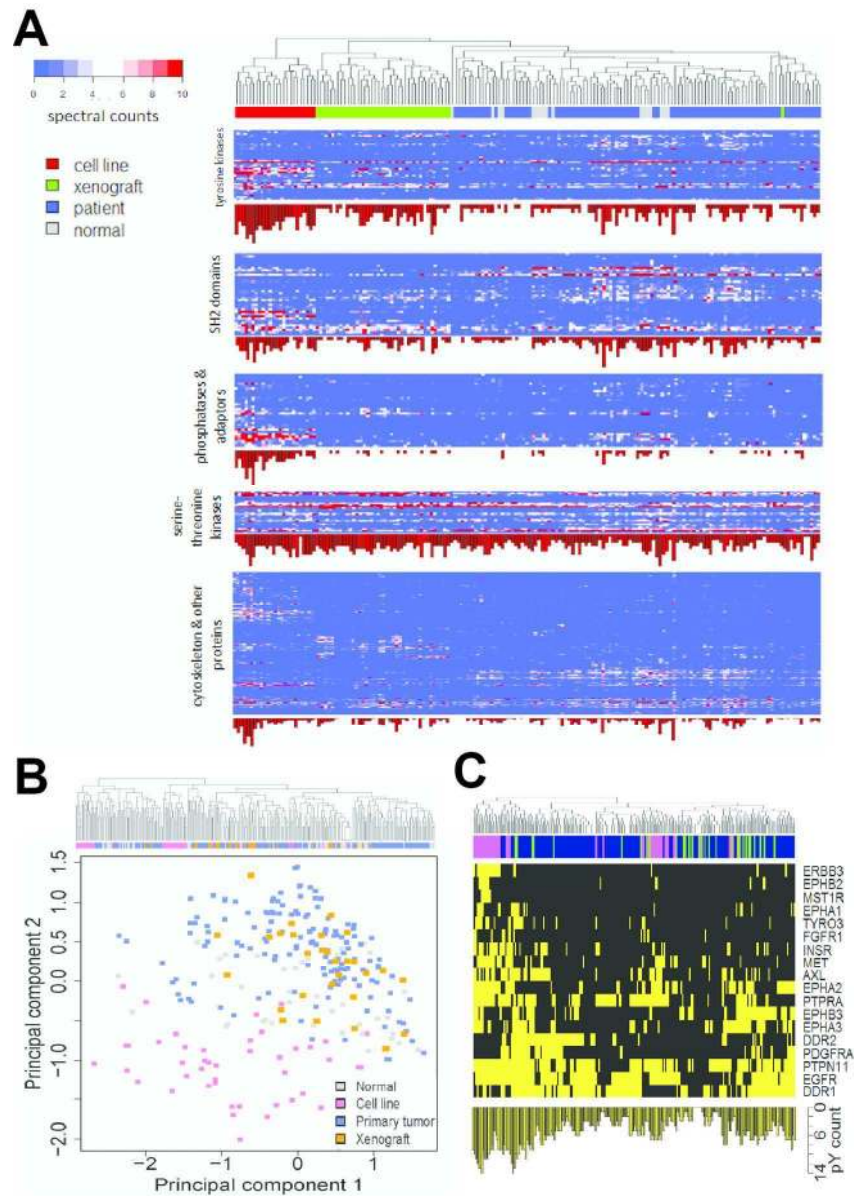 A
0 2 4 6 8 10
spectral counts
cell line
xenograft
patient
normal
tyrosine kinases
SH2 domains
phosphatases &
adaptors
serine-
threonine
kinases
cytoskeleton & other
proteins
B
Principal component 2
1.5
1.0
0.5
0.0
-1.0
-2.0
Normal
Cell line
Primary tumor
Xenograft
-2 -1 0 1
Principal component 1
C
ERBB3
EPHB2
MST1R
EPHA1
TYRO3
FGFR1
INSR
MET
AXL
EPHA2
PTPRA
EPHB3
EPHA3
DDR2
PDGFRA
PTPN11
EGFR
DDR1
0
6
14
pY count